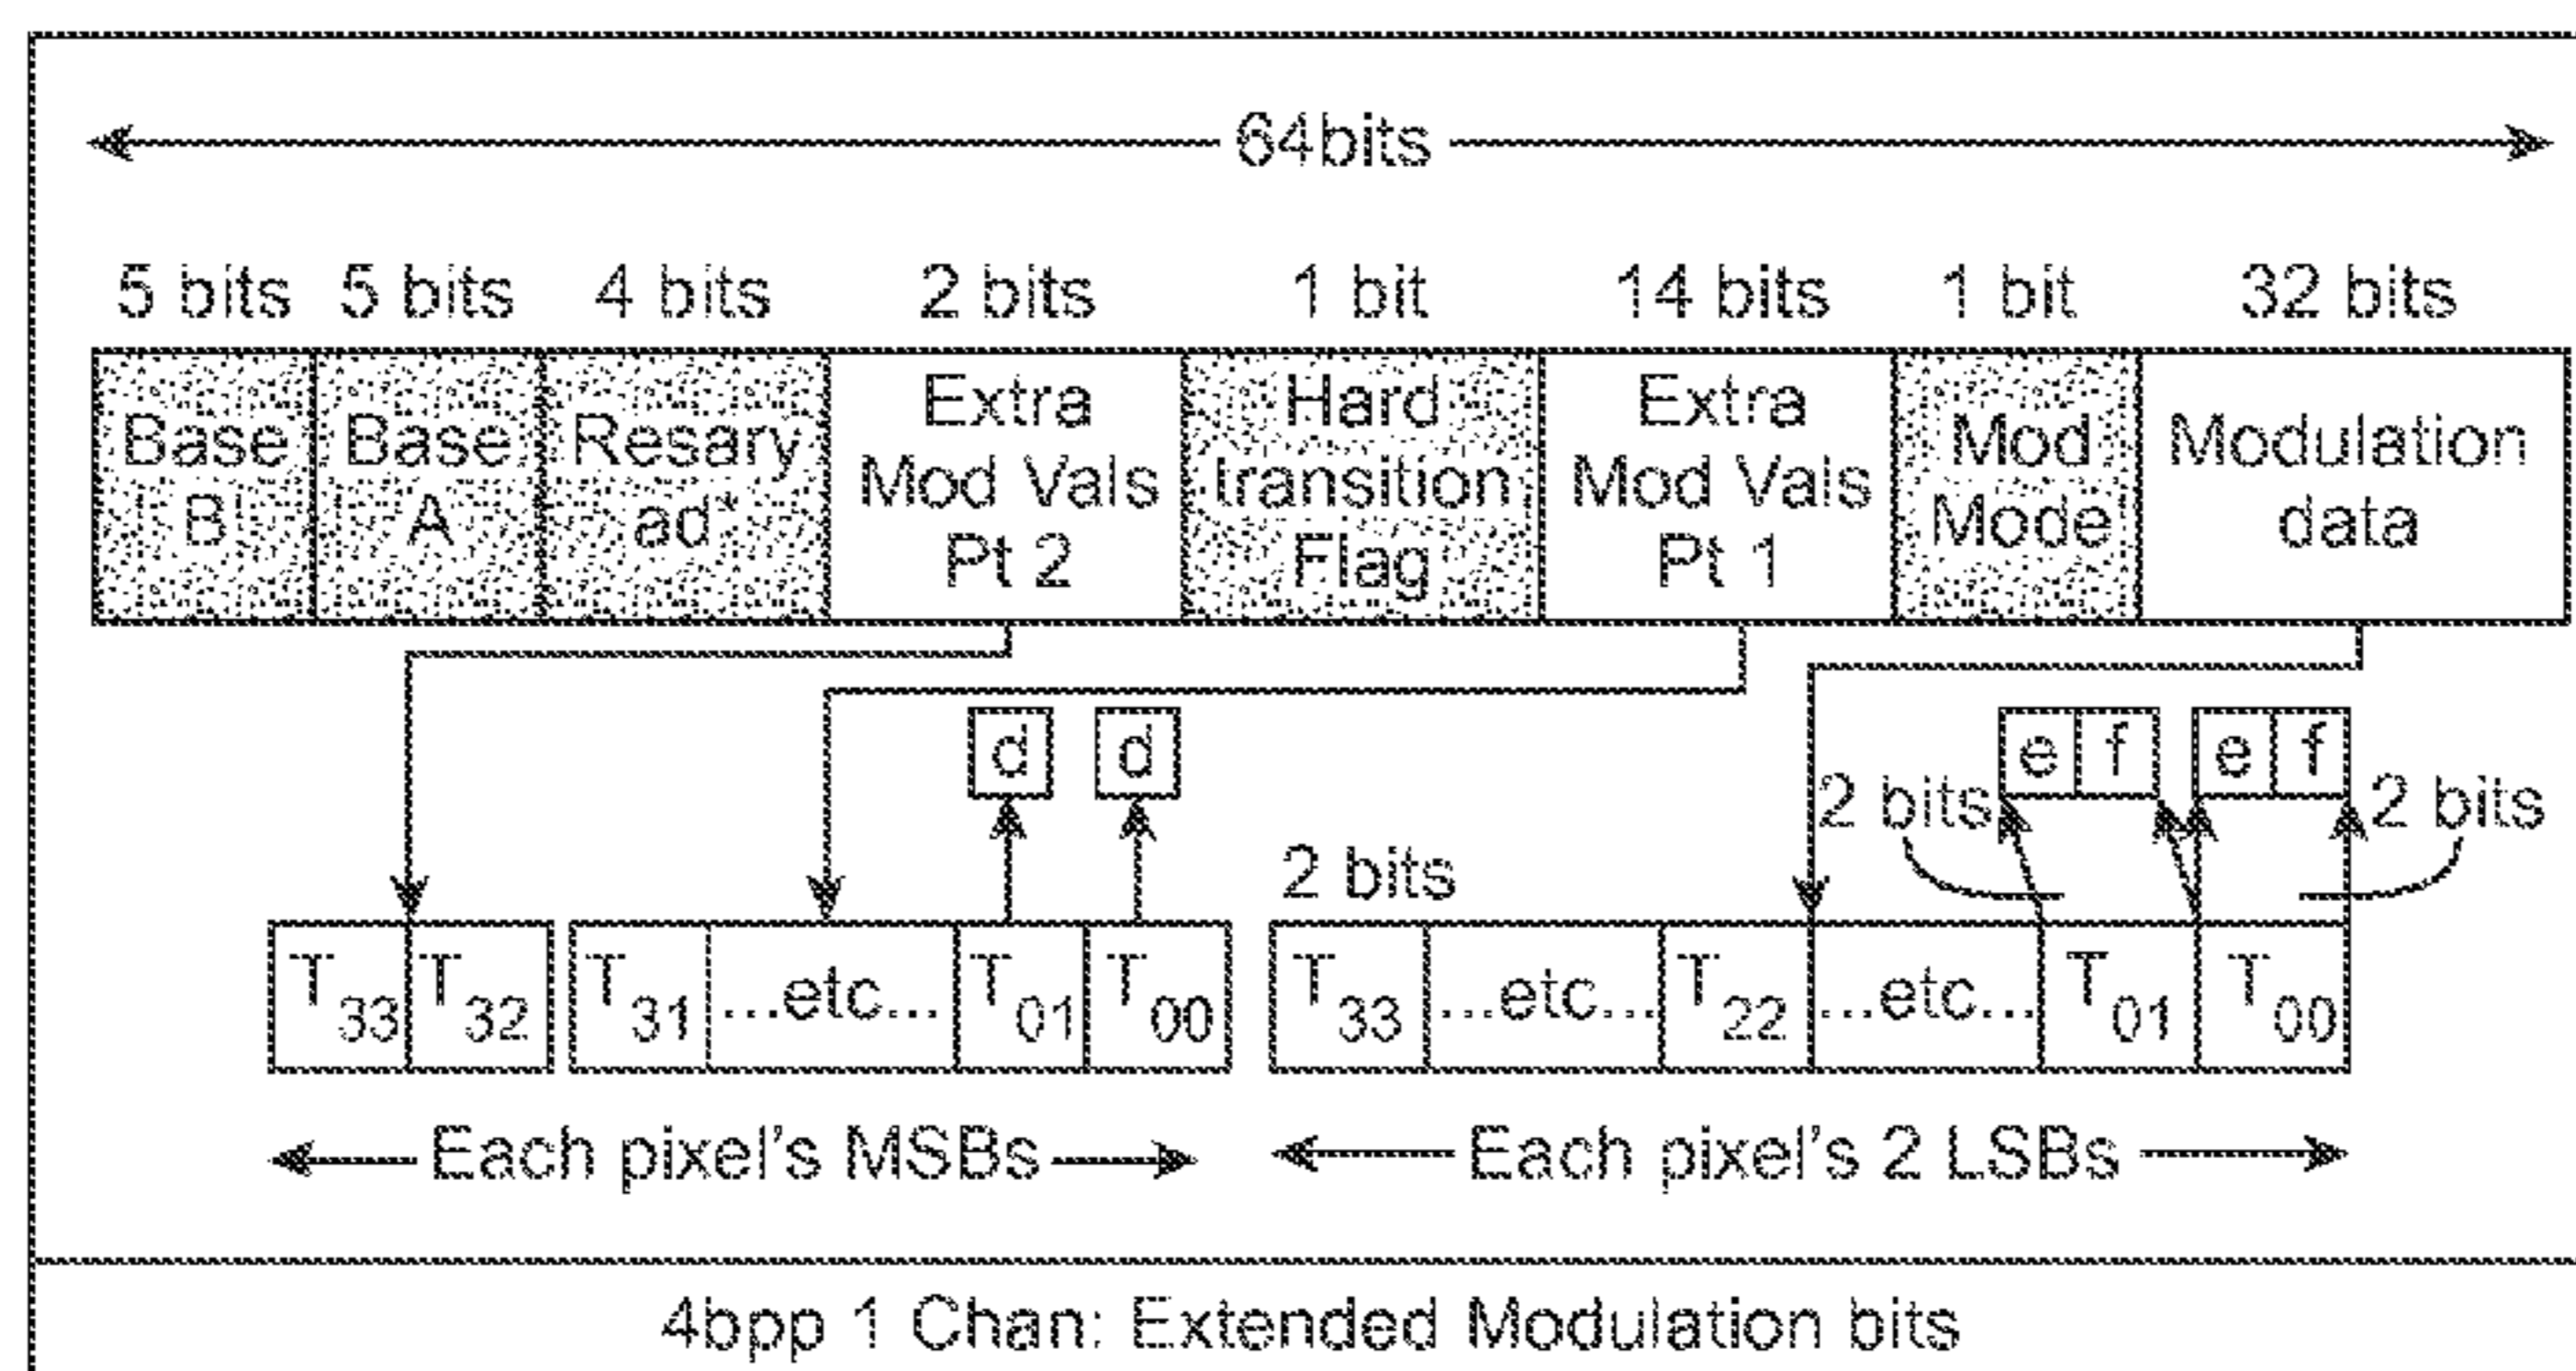 64bits
5 bits 5 bits 4 bits 2 bits 1 bit 14 bits 1 bit 32 bits
Base B
Base A
Resary ad*
Extra Mod Vals Pt 2
Hard transition Flag
Extra Mod Vals Pt 1
Mod Mode
Modulation data
d d e f e f
2 bits 2 bits 2 bits
T33 T32 T31 ...etc... T01 T00 T33 ...etc... T22 ...etc... T01 T00
Each pixel's MSBs Each pixel's 2 LSBs
4bpp 1 Chan: Extended Modulation bits